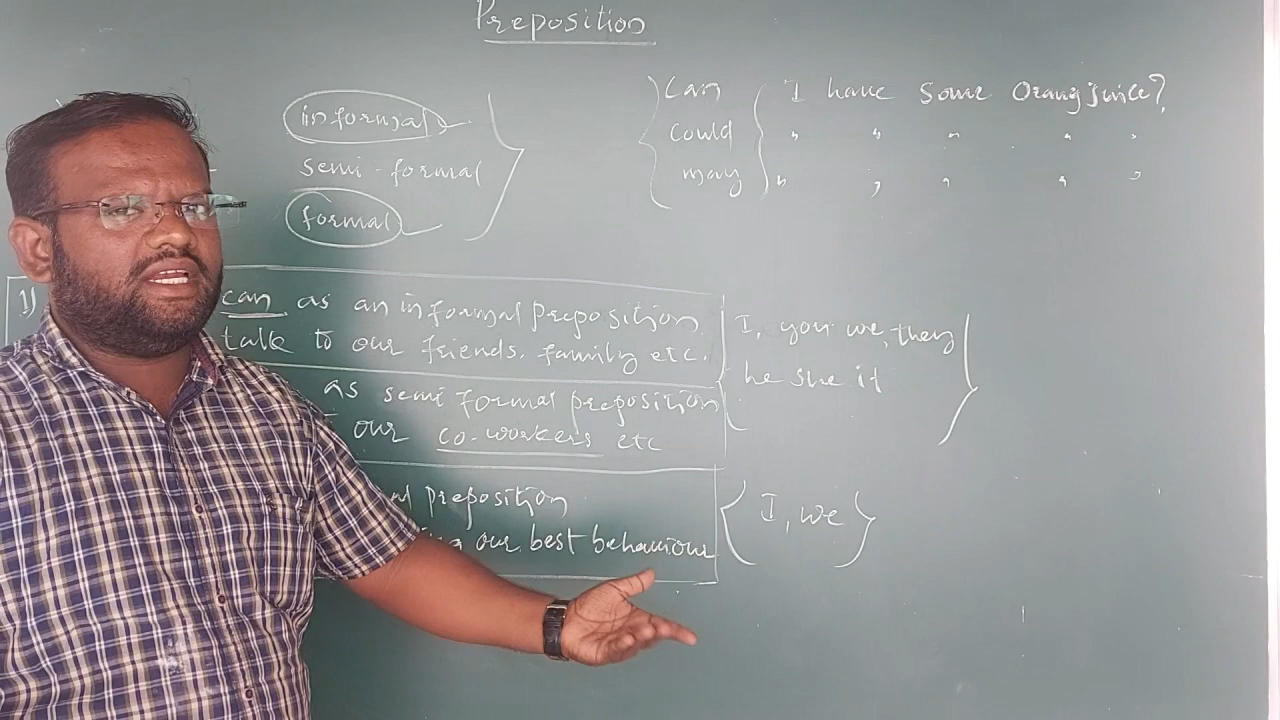 Preposition
informal
semi-formal
formal
Can I have some Orang juice?
could " " " " "
may " " " " "
1)
can as an informal preposition
talk to our friends, family etc.
as semi formal preposition
our co-workers etc
preposition
our best behaviour
I, you we, they
he she it
I, we